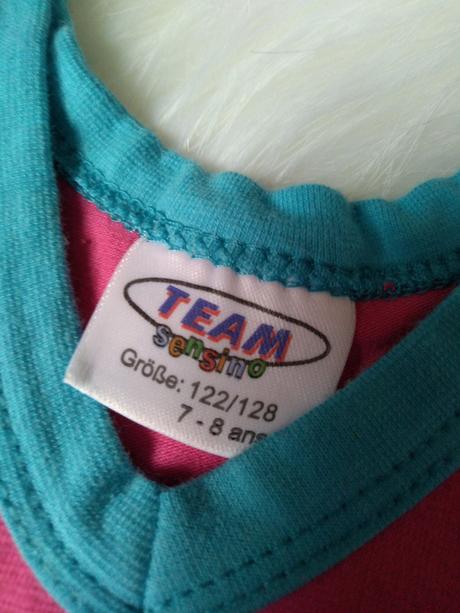 TEAM
sensino
Größe: 122/128
7 - 8 ans